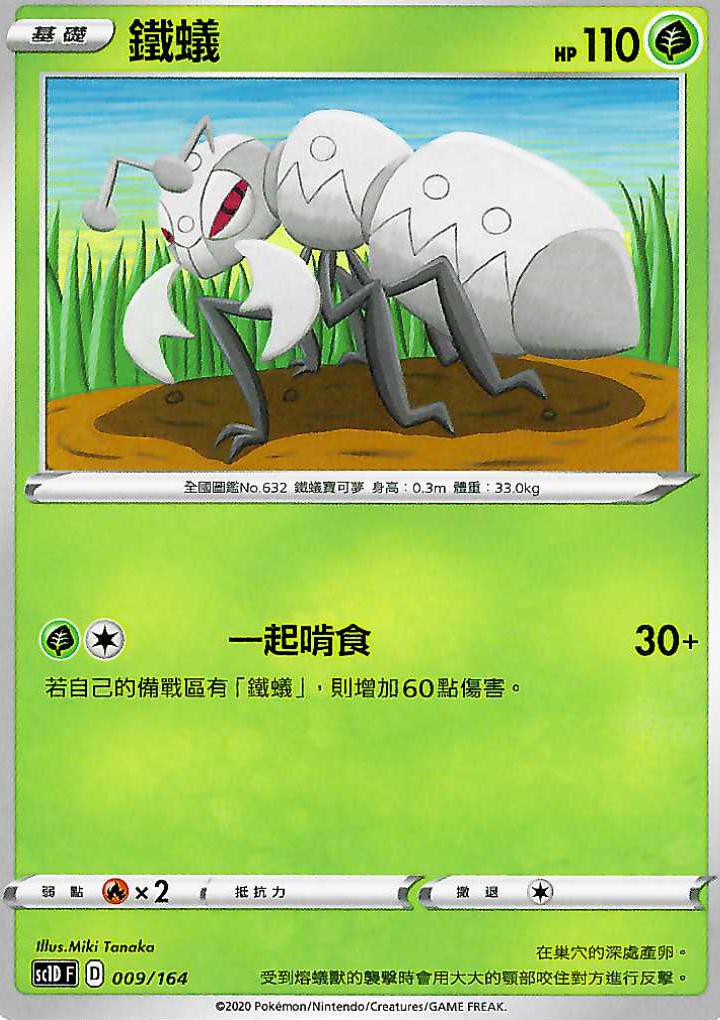 基礎 鐵蟻 HP 110
全國圖鑑No.632 鐵蟻寶可夢 身高：0.3m 體重：33.0kg
一起啃食 30+
若自己的備戰區有「鐵蟻」，則增加60點傷害。
弱點 ×2 抵抗力 撤退
Illus.Miki Tanaka
在巢穴的深處產卵。
sc1D F D 009/164
受到熔蟻獸的襲擊時會用大大的顎部咬住對方進行反擊。
©2020 Pokémon/Nintendo/Creatures/GAME FREAK.